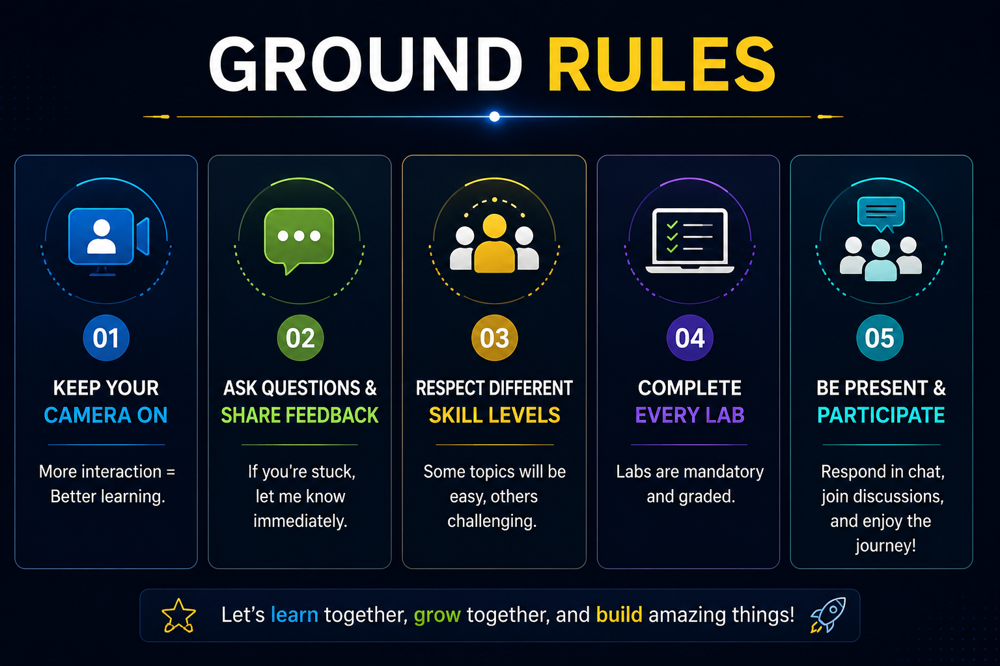 GROUND RULES
01
KEEP YOUR
CAMERA ON
More interaction =
Better learning.
02
ASK QUESTIONS &
SHARE FEEDBACK
If you're stuck,
let me know
immediately.
03
RESPECT DIFFERENT
SKILL LEVELS
Some topics will be
easy, others
challenging.
04
COMPLETE
EVERY LAB
Labs are mandatory
and graded.
05
BE PRESENT &
PARTICIPATE
Respond in chat,
join discussions,
and enjoy the
journey!
Let's learn together, grow together, and build amazing things!